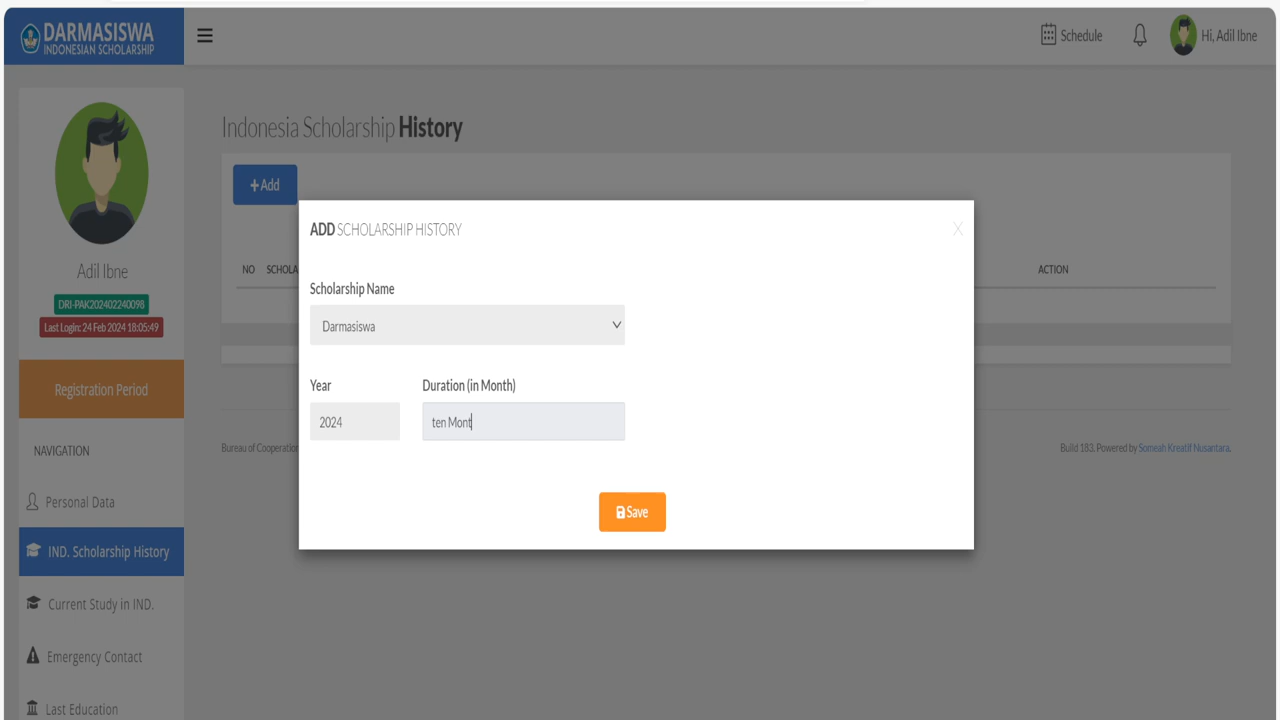 DARMASISWA
INDONESIAN SCHOLARSHIP
Schedule
Hi, Adil Ibne
Adil Ibne
DRI-PAK202402240098
Last Login: 24 Feb 2024 18:05:49
Registration Period
NAVIGATION
Personal Data
IND. Scholarship History
Current Study in IND.
Emergency Contact
Last Education
Indonesia Scholarship History
+ Add
NO SCHOLA
ACTION
ADD SCHOLARSHIP HISTORY
X
Scholarship Name
Darmasiswa
Year
Duration (in Month)
2024
ten Mont
Save
Bureau of Cooperation
Build 183, Powered by Someah Kreatif Nusantara.